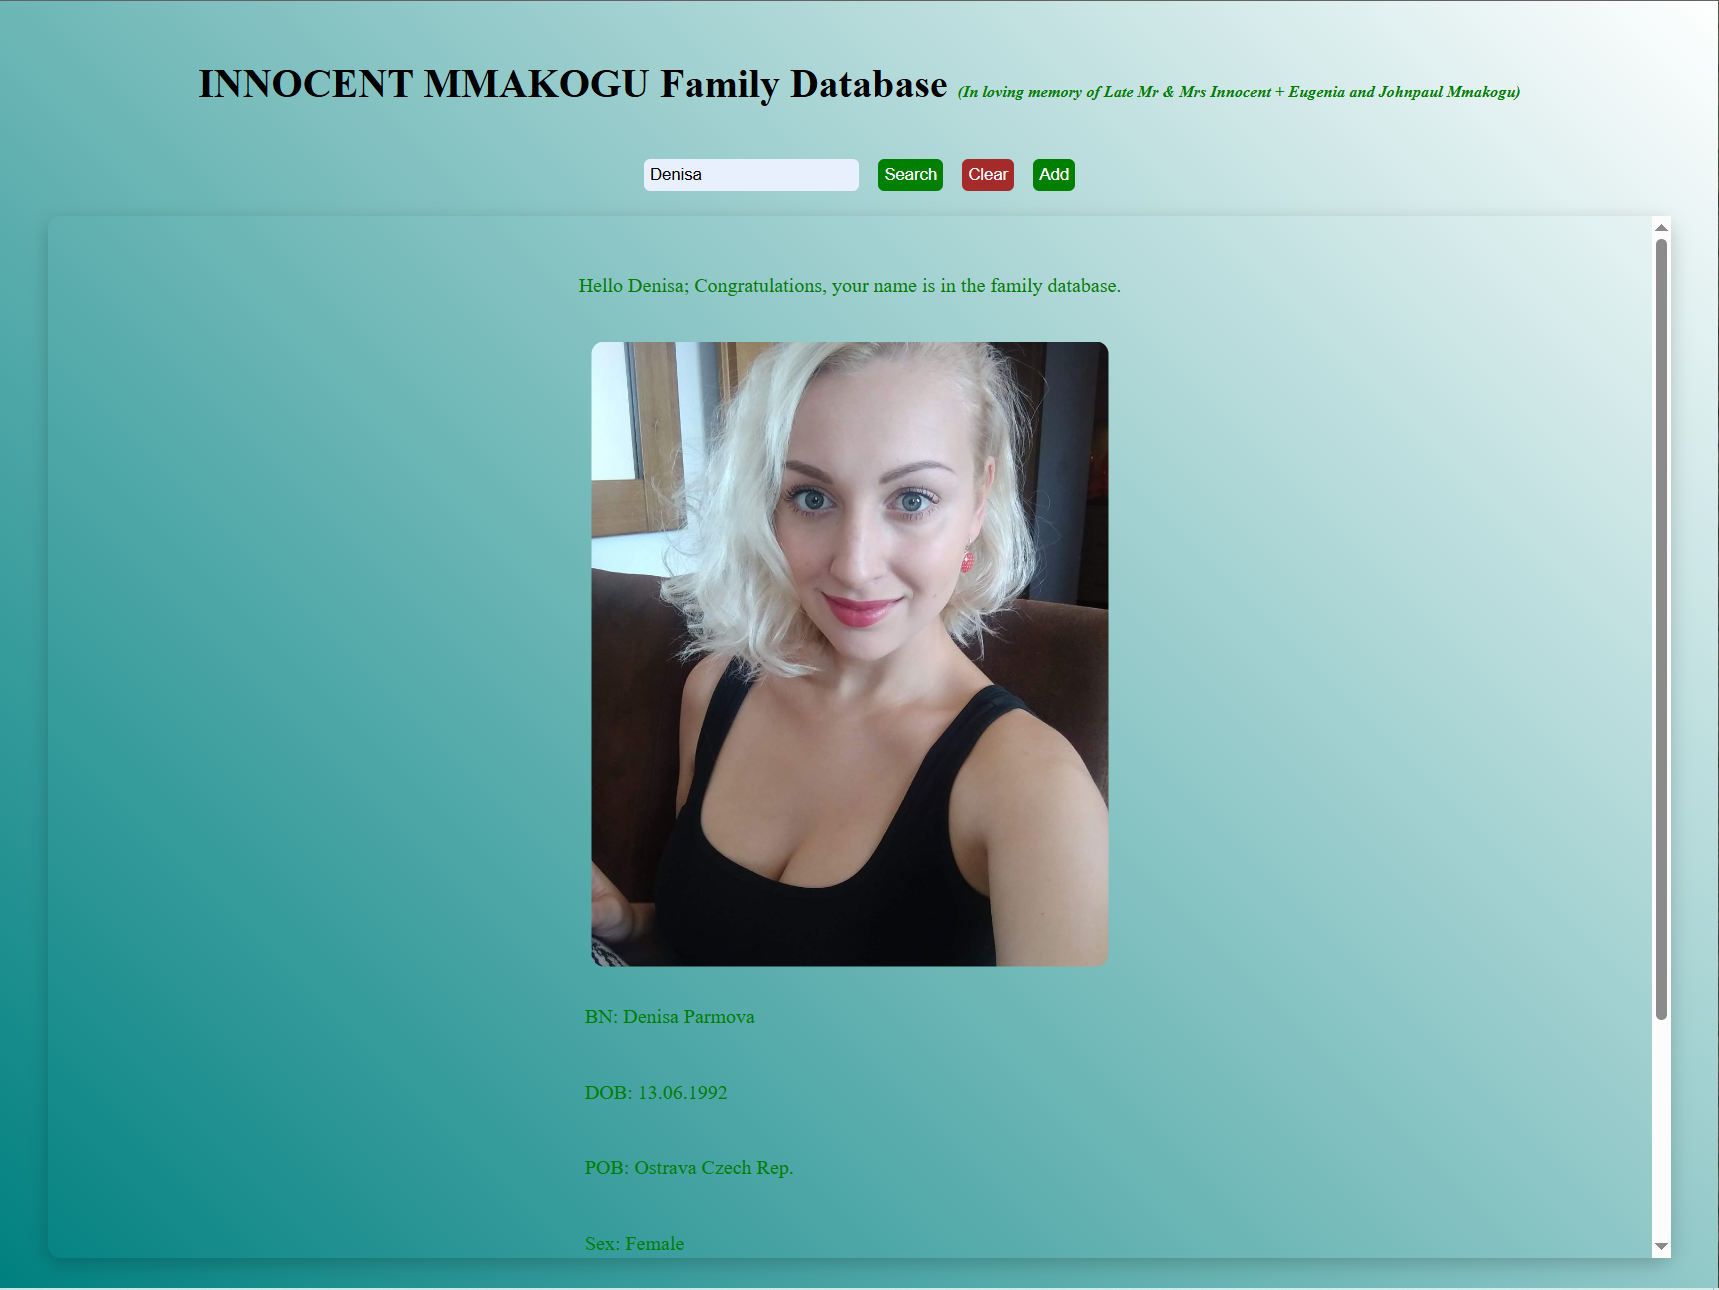 INNOCENT MMAKOGU Family Database (In loving memory of Late Mr & Mrs Innocent + Eugenia and Johnpaul Mmakogu)
Denisa Search Clear Add
Hello Denisa; Congratulations, your name is in the family database.
BN: Denisa Parmova
DOB: 13.06.1992
POB: Ostrava Czech Rep.
Sex: Female